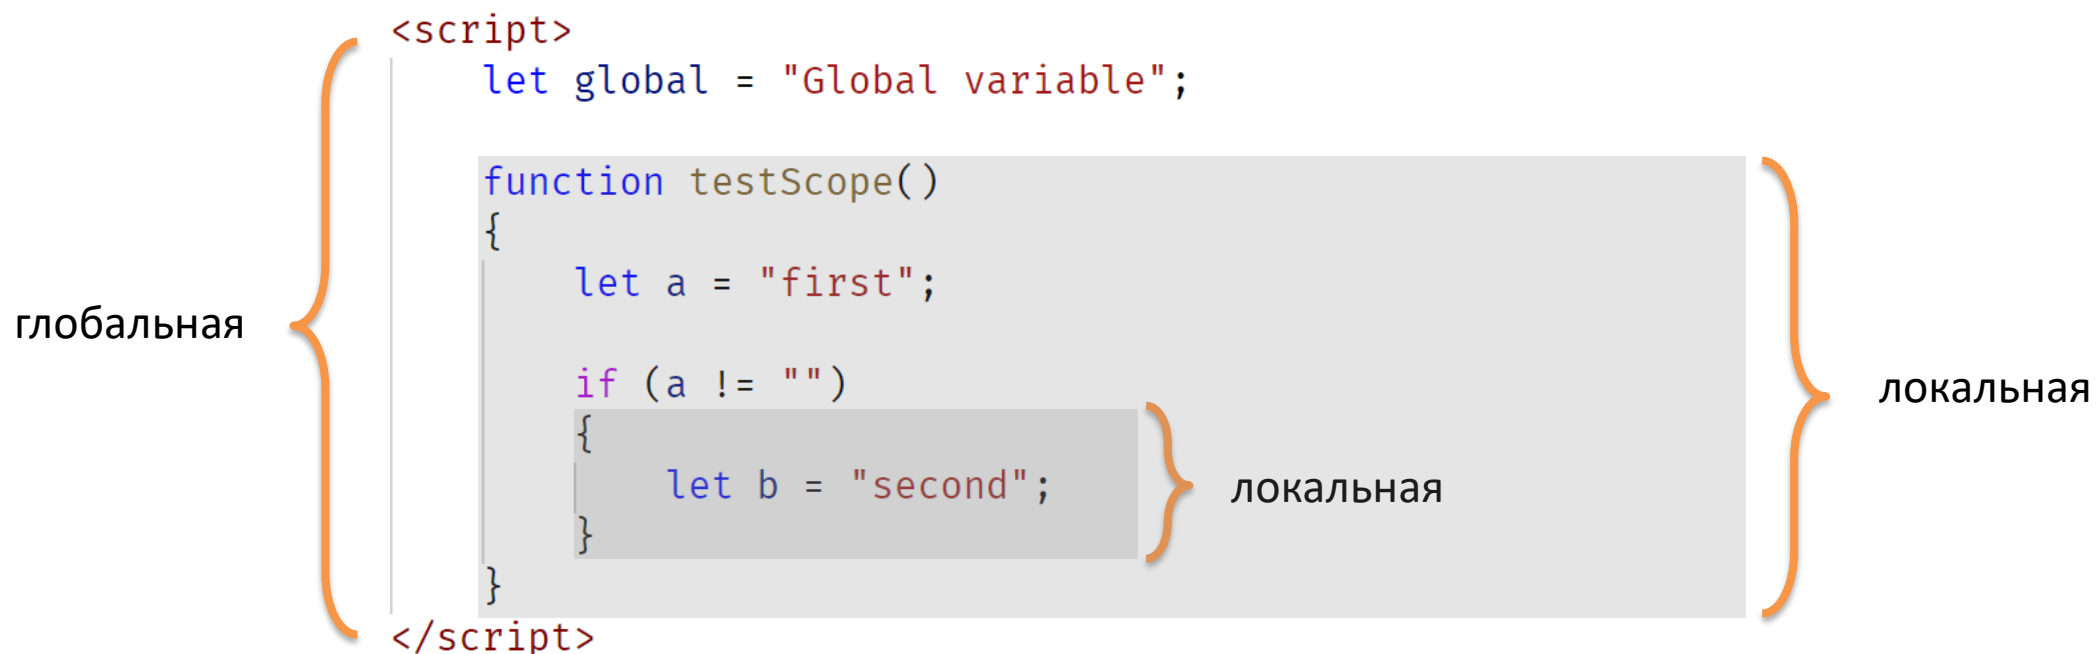 <script>
let global = "Global variable";
function testScope()
{
let a = "first";
глобальная
if (a != "")
локальная
{
let b = "second";
локальная
}
}
</script>